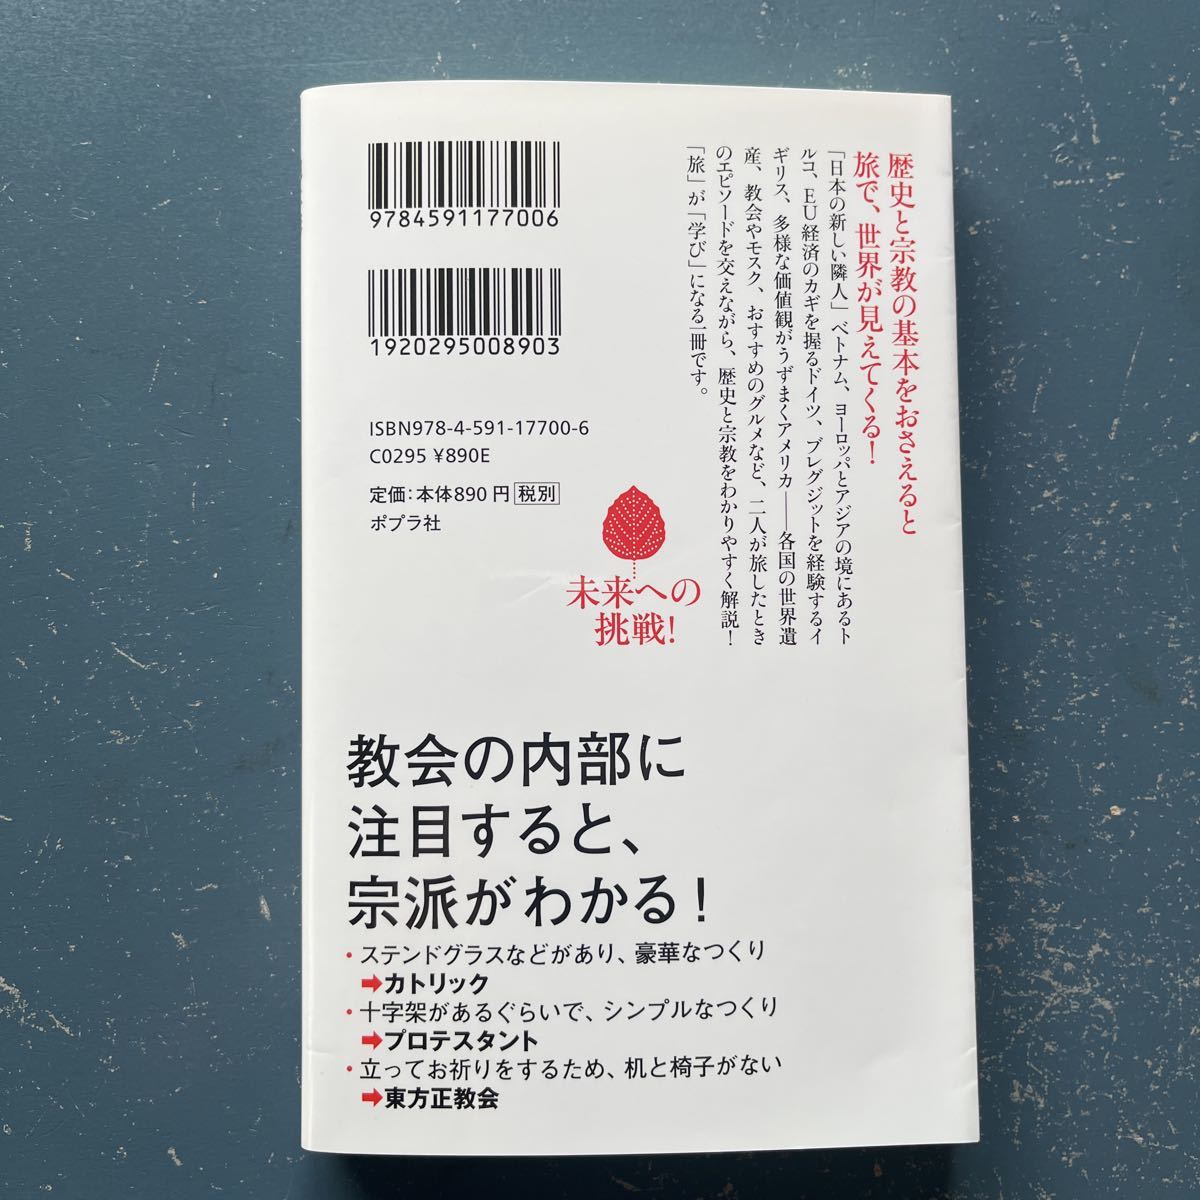 歴史と宗教の基本をおさえると
旅で、世界が見えてくる!
「日本の新しい隣人」ベトナム、ヨーロッパとアジアの境にあるト
ルコ、EU経済のカギを握るドイツ、ブレグジットを経験するイ
ギリス、多様な価値観がうずまくアメリカ――各国の世界遺
産、教会やモスク、おすすめのグルメなど、二人が旅したとき
のエピソードを交えながら、歴史と宗教をわかりやすく解説!
「旅」が「学び」になる一冊です。
9784591177006
1920295008903
ISBN978-4-591-17700-6
C0295 ¥890E
定価:本体890円 税別
ポプラ社
未来への
挑戦!
教会の内部に
注目すると、
宗派がわかる!
・ステンドグラスなどがあり、豪華なつくり
➡カトリック
・十字架があるぐらいで、シンプルなつくり
➡プロテスタント
・立ってお祈りをするため、机と椅子がない
➡東方正教会